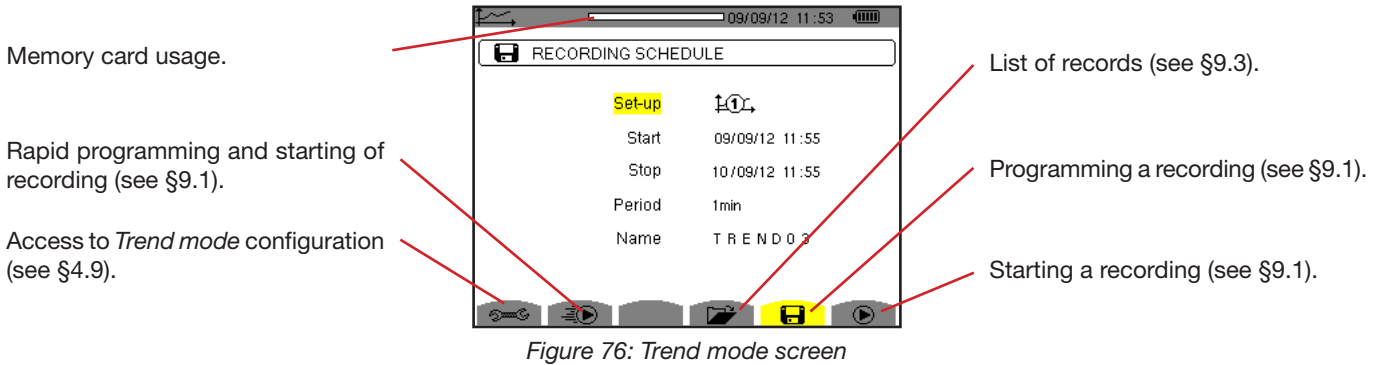 09/09/12 11:53
Memory card usage.
RECORDING SCHEDULE
List of records (see §9.3).
Set-up 1
Start 09/09/12 11:55
Rapid programming and starting of
recording (see §9.1).
Stop 10/09/12 11:55
Programming a recording (see §9.1).
Period 1min
Access to Trend mode configuration
(see §4.9).
Name TREND03
Starting a recording (see §9.1).
Figure 76: Trend mode screen